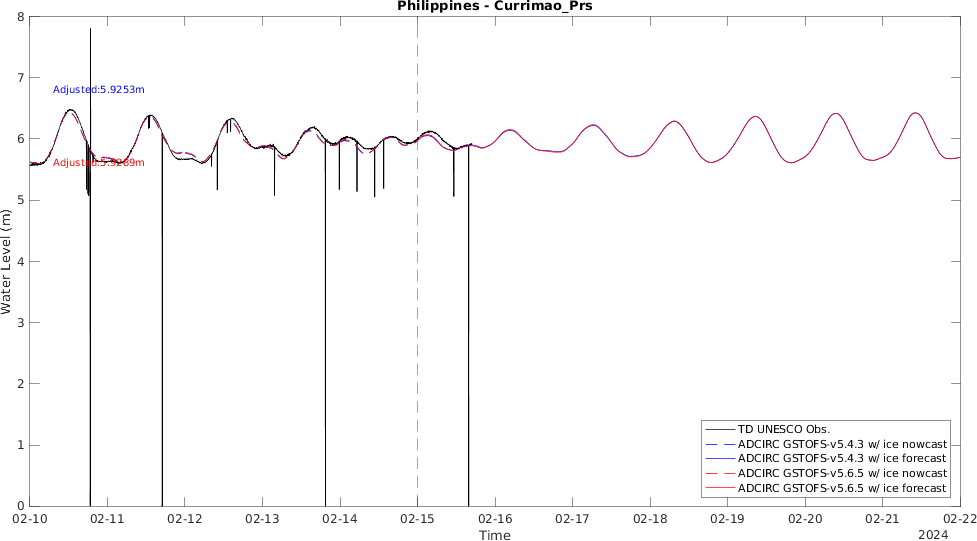 Philippines - Currimao_Prs
8
7
6
5
4
3
2
1
0
Water Level (m)
Adjusted:5.9253m
Adjusted:5.9289m
TD UNESCO Obs.
ADCIRC GSTOFS-v5.4.3 w/ ice nowcast
ADCIRC GSTOFS-v5.4.3 w/ ice forecast
ADCIRC GSTOFS-v5.6.5 w/ ice nowcast
ADCIRC GSTOFS-v5.6.5 w/ ice forecast
02-10 02-11 02-12 02-13 02-14 02-15 02-16 02-17 02-18 02-19 02-20 02-21 02-22
Time
2024